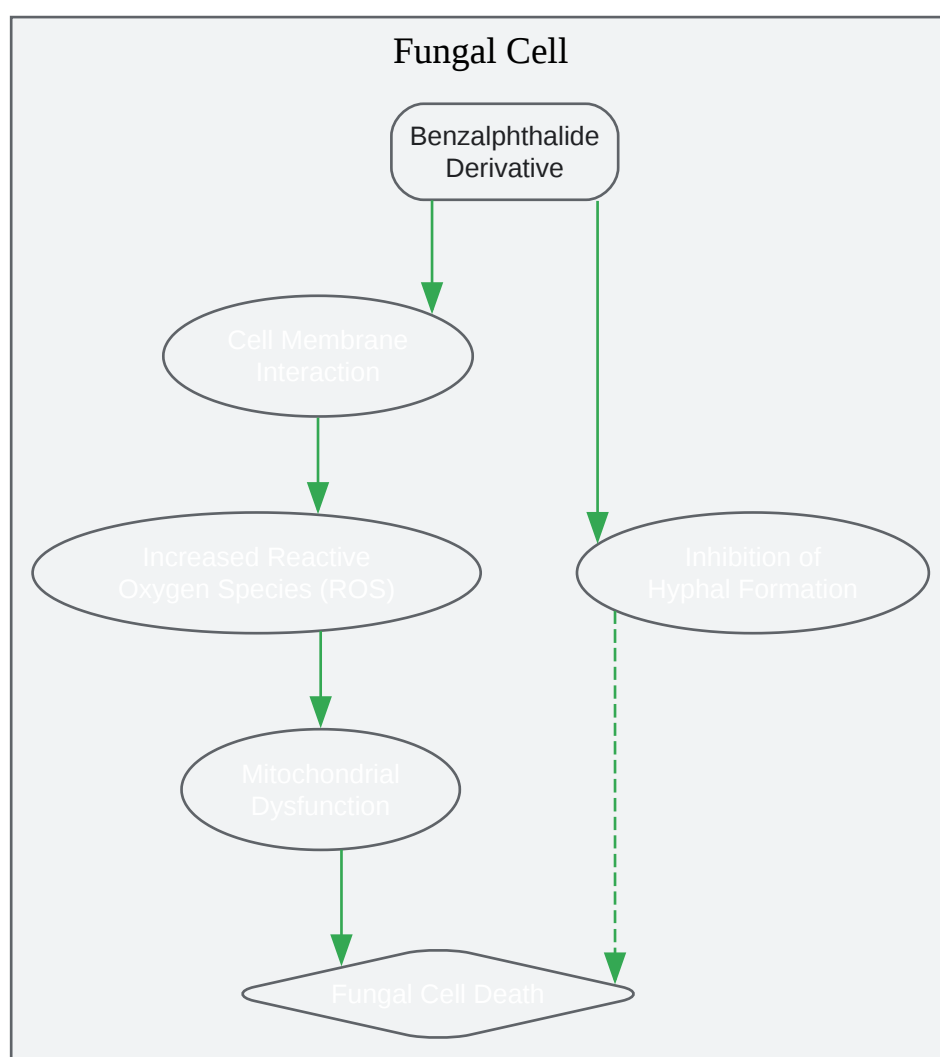 Fungal Cell
Benzalphthalide
Derivative
Cell Membrane
Interaction
Increased Reactive
Oxygen Species (ROS)
Inhibition of
Hyphal Formation
Mitochondrial
Dysfunction
Fungal Cell Death